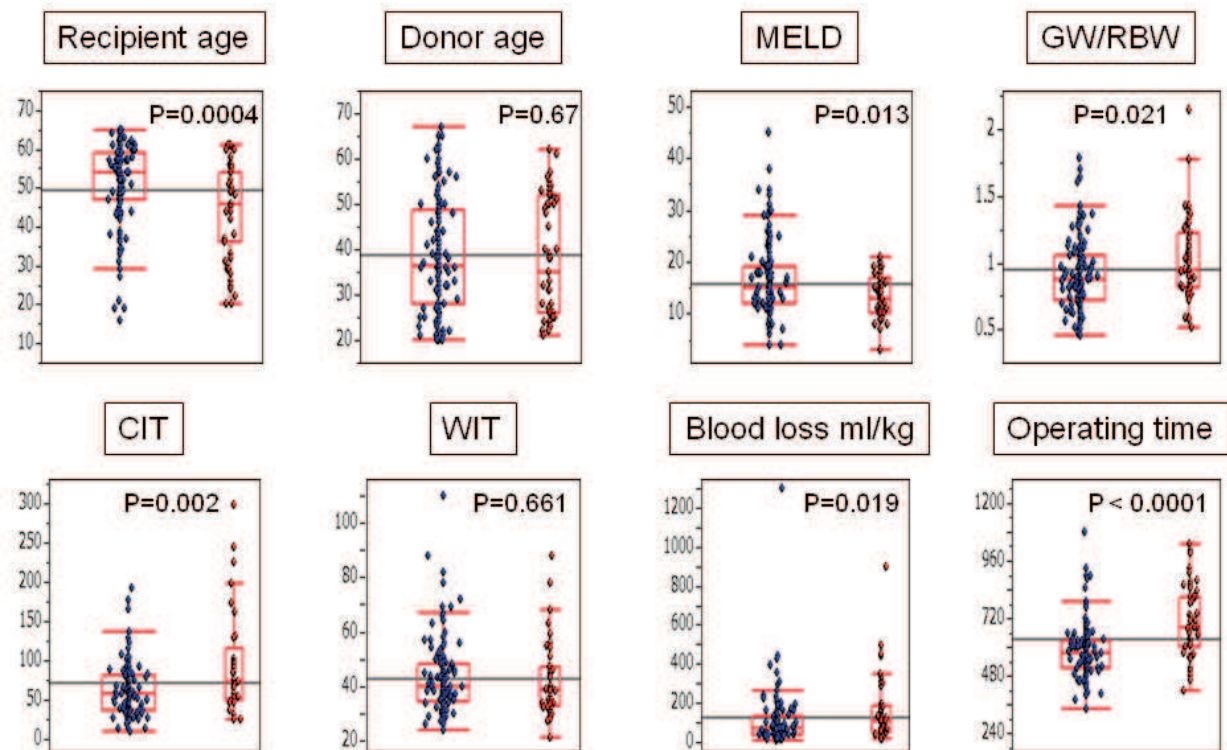 Recipient age
Donor age
MELD
GW/RBW
P=0.0004
P=0.67
P=0.013
P=0.021
70
60
50
40
30
20
10
70
60
50
40
30
20
50
40
30
20
10
2
1.5
1
0.5
CIT
WIT
Blood loss ml/kg
Operating time
P=0.002
P=0.661
P=0.019
P < 0.0001
300
250
200
150
100
50
0
100
80
60
40
20
1200
1000
800
600
400
200
0
1200
960
720
480
240